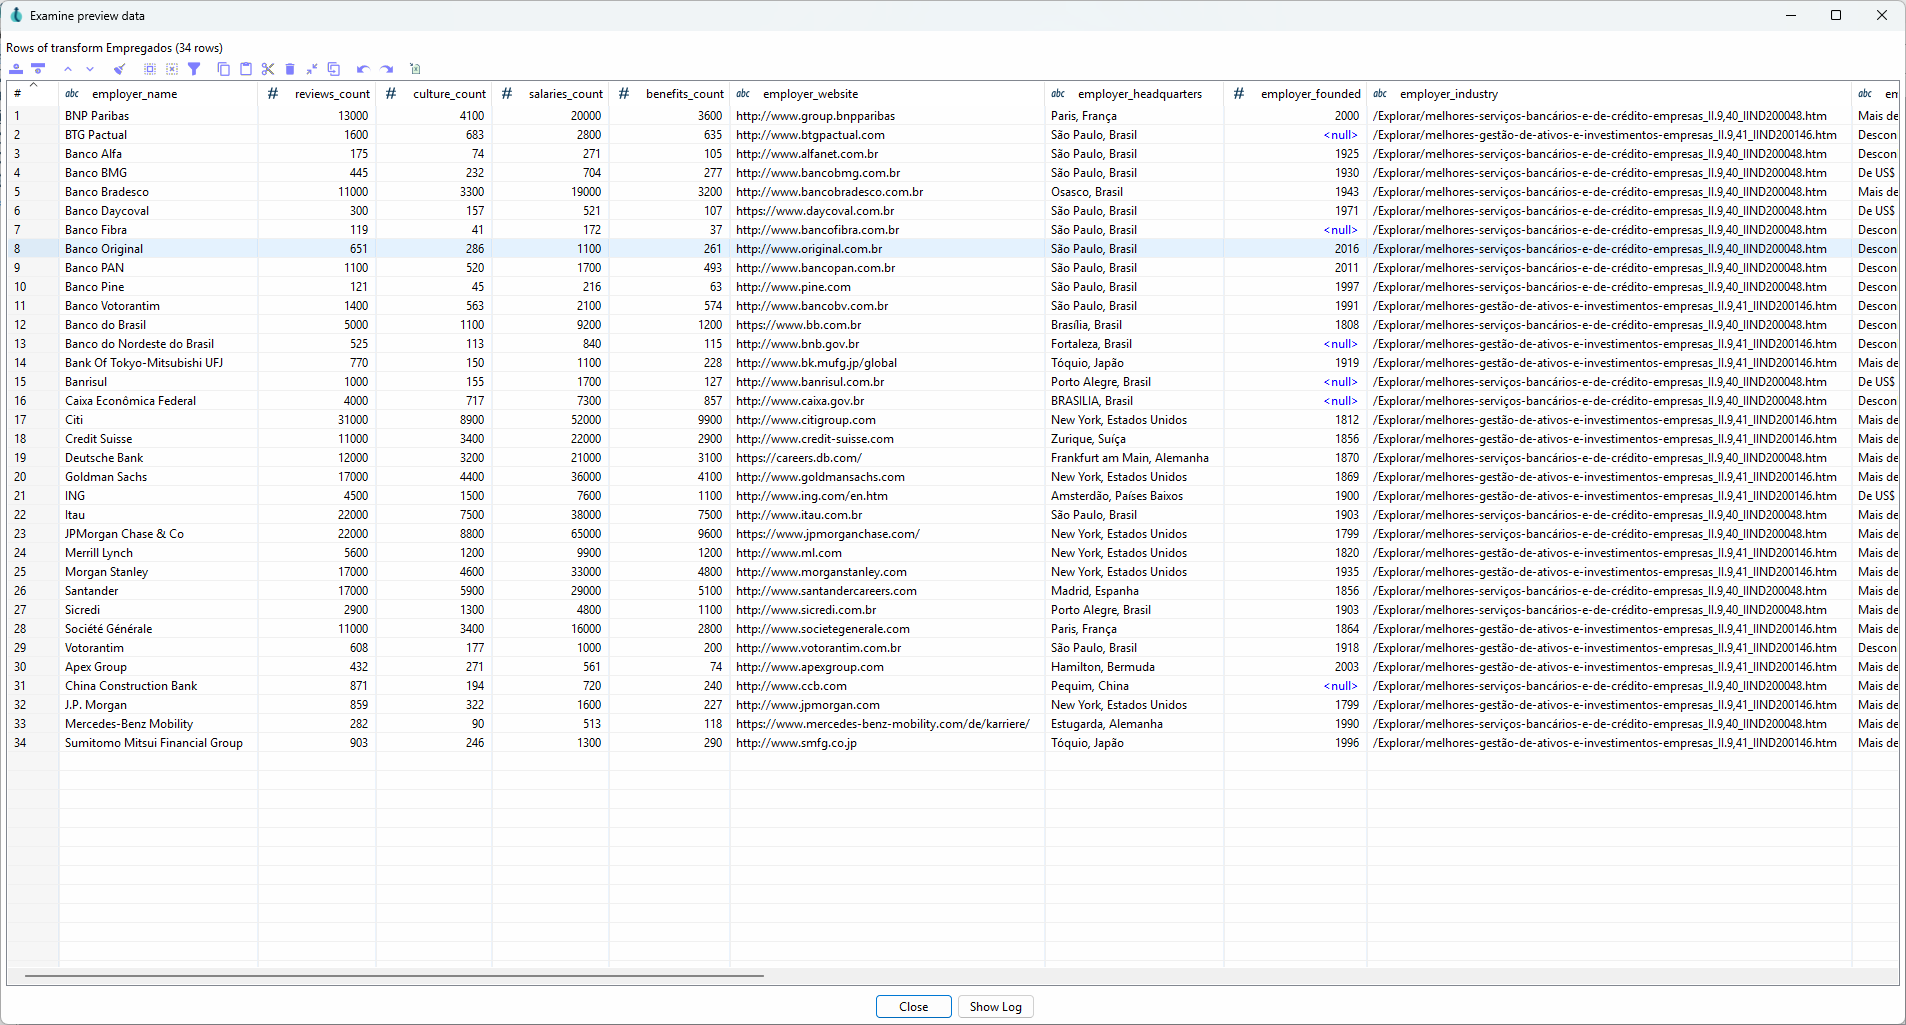 Examine preview data
Rows of transform Empregados (34 rows)
# abc employer_name # reviews_count # culture_count # salaries_count # benefits_count abc employer_website abc employer_headquarters # employer_founded abc employer_industry abc em
1 BNP Paribas 13000 4100 20000 3600 http://www.group.bnpparibas Paris, França 2000 /Explorar/melhores-serviços-bancários-e-de-crédito-empresas_II.9,40_IIND200048.htm Mais de
2 BTG Pactual 1600 683 2800 635 http://www.btgpactual.com São Paulo, Brasil <null> /Explorar/melhores-gestão-de-ativos-e-investimentos-empresas_II.9,41_IIND200146.htm Descon
3 Banco Alfa 175 74 271 105 http://www.alfanet.com.br São Paulo, Brasil 1925 /Explorar/melhores-serviços-bancários-e-de-crédito-empresas_II.9,40_IIND200048.htm Descon
4 Banco BMG 445 232 704 277 http://www.bancobmg.com.br São Paulo, Brasil 1930 /Explorar/melhores-serviços-bancários-e-de-crédito-empresas_II.9,40_IIND200048.htm De US$
5 Banco Bradesco 11000 3300 19000 3200 http://www.bancobradesco.com.br Osasco, Brasil 1943 /Explorar/melhores-serviços-bancários-e-de-crédito-empresas_II.9,40_IIND200048.htm Mais de
6 Banco Daycoval 300 157 521 107 https://www.daycoval.com.br São Paulo, Brasil 1971 /Explorar/melhores-serviços-bancários-e-de-crédito-empresas_II.9,40_IIND200048.htm De US$
7 Banco Fibra 119 41 172 37 http://www.bancofibra.com.br São Paulo, Brasil <null> /Explorar/melhores-serviços-bancários-e-de-crédito-empresas_II.9,40_IIND200048.htm Descon
8 Banco Original 651 286 1100 261 http://www.original.com.br São Paulo, Brasil 2016 /Explorar/melhores-serviços-bancários-e-de-crédito-empresas_II.9,40_IIND200048.htm Descon
9 Banco PAN 1100 520 1700 493 http://www.bancopan.com.br São Paulo, Brasil 2011 /Explorar/melhores-serviços-bancários-e-de-crédito-empresas_II.9,40_IIND200048.htm Descon
10 Banco Pine 121 45 216 63 http://www.pine.com São Paulo, Brasil 1997 /Explorar/melhores-serviços-bancários-e-de-crédito-empresas_II.9,40_IIND200048.htm Descon
11 Banco Votorantim 1400 563 2100 574 http://www.bancobv.com.br São Paulo, Brasil 1991 /Explorar/melhores-gestão-de-ativos-e-investimentos-empresas_II.9,41_IIND200146.htm Descon
12 Banco do Brasil 5000 1100 9200 1200 https://www.bb.com.br Brasília, Brasil 1808 /Explorar/melhores-serviços-bancários-e-de-crédito-empresas_II.9,40_IIND200048.htm Descon
13 Banco do Nordeste do Brasil 525 113 840 115 http://www.bnb.gov.br Fortaleza, Brasil <null> /Explorar/melhores-gestão-de-ativos-e-investimentos-empresas_II.9,41_IIND200146.htm Descon
14 Bank Of Tokyo-Mitsubishi UFJ 770 150 1100 228 http://www.bk.mufg.jp/global Tóquio, Japão 1919 /Explorar/melhores-gestão-de-ativos-e-investimentos-empresas_II.9,41_IIND200146.htm Mais de
15 Banrisul 1000 155 1700 127 http://www.banrisul.com.br Porto Alegre, Brasil <null> /Explorar/melhores-serviços-bancários-e-de-crédito-empresas_II.9,40_IIND200048.htm De US$
16 Caixa Econômica Federal 4000 717 7300 857 http://www.caixa.gov.br BRASILIA, Brasil <null> /Explorar/melhores-serviços-bancários-e-de-crédito-empresas_II.9,40_IIND200048.htm Descon
17 Citi 31000 8900 52000 9900 http://www.citigroup.com New York, Estados Unidos 1812 /Explorar/melhores-gestão-de-ativos-e-investimentos-empresas_II.9,41_IIND200146.htm Mais de
18 Credit Suisse 11000 3400 22000 2900 http://www.credit-suisse.com Zurique, Suíça 1856 /Explorar/melhores-gestão-de-ativos-e-investimentos-empresas_II.9,41_IIND200146.htm Mais de
19 Deutsche Bank 12000 3200 21000 3100 https://careers.db.com/ Frankfurt am Main, Alemanha 1870 /Explorar/melhores-serviços-bancários-e-de-crédito-empresas_II.9,40_IIND200048.htm Mais de
20 Goldman Sachs 17000 4400 36000 4100 http://www.goldmansachs.com New York, Estados Unidos 1869 /Explorar/melhores-gestão-de-ativos-e-investimentos-empresas_II.9,41_IIND200146.htm Mais de
21 ING 4500 1500 7600 1100 http://www.ing.com/en.htm Amsterdão, Países Baixos 1900 /Explorar/melhores-gestão-de-ativos-e-investimentos-empresas_II.9,41_IIND200146.htm De US$
22 Itau 22000 7500 38000 7500 http://www.itau.com.br São Paulo, Brasil 1903 /Explorar/melhores-serviços-bancários-e-de-crédito-empresas_II.9,40_IIND200048.htm Mais de
23 JPMorgan Chase & Co 22000 8800 65000 9600 https://www.jpmorganchase.com/ New York, Estados Unidos 1799 /Explorar/melhores-serviços-bancários-e-de-crédito-empresas_II.9,40_IIND200048.htm Mais de
24 Merrill Lynch 5600 1200 9900 1200 http://www.ml.com New York, Estados Unidos 1820 /Explorar/melhores-gestão-de-ativos-e-investimentos-empresas_II.9,41_IIND200146.htm Mais de
25 Morgan Stanley 17000 4600 33000 4800 http://www.morganstanley.com New York, Estados Unidos 1935 /Explorar/melhores-gestão-de-ativos-e-investimentos-empresas_II.9,41_IIND200146.htm Mais de
26 Santander 17000 5900 29000 5100 http://www.santandercareers.com Madrid, Espanha 1856 /Explorar/melhores-serviços-bancários-e-de-crédito-empresas_II.9,40_IIND200048.htm Mais de
27 Sicredi 2900 1300 4800 1100 http://www.sicredi.com.br Porto Alegre, Brasil 1903 /Explorar/melhores-serviços-bancários-e-de-crédito-empresas_II.9,40_IIND200048.htm Mais de
28 Société Générale 11000 3400 16000 2800 http://www.societegenerale.com Paris, França 1864 /Explorar/melhores-gestão-de-ativos-e-investimentos-empresas_II.9,41_IIND200146.htm Mais de
29 Votorantim 608 177 1000 200 http://www.votorantim.com.br São Paulo, Brasil 1918 /Explorar/melhores-gestão-de-ativos-e-investimentos-empresas_II.9,41_IIND200146.htm Descon
30 Apex Group 432 271 561 74 http://www.apexgroup.com Hamilton, Bermuda 2003 /Explorar/melhores-gestão-de-ativos-e-investimentos-empresas_II.9,41_IIND200146.htm Mais de
31 China Construction Bank 871 194 720 240 http://www.ccb.com Pequim, China <null> /Explorar/melhores-serviços-bancários-e-de-crédito-empresas_II.9,40_IIND200048.htm Mais de
32 J.P. Morgan 859 322 1600 227 http://www.jpmorgan.com New York, Estados Unidos 1799 /Explorar/melhores-gestão-de-ativos-e-investimentos-empresas_II.9,41_IIND200146.htm Mais de
33 Mercedes-Benz Mobility 282 90 513 118 https://www.mercedes-benz-mobility.com/de/karriere/ Estugarda, Alemanha 1990 /Explorar/melhores-serviços-bancários-e-de-crédito-empresas_II.9,40_IIND200048.htm Mais de
34 Sumitomo Mitsui Financial Group 903 246 1300 290 http://www.smfg.co.jp Tóquio, Japão 1996 /Explorar/melhores-gestão-de-ativos-e-investimentos-empresas_II.9,41_IIND200146.htm Mais de
Close Show Log